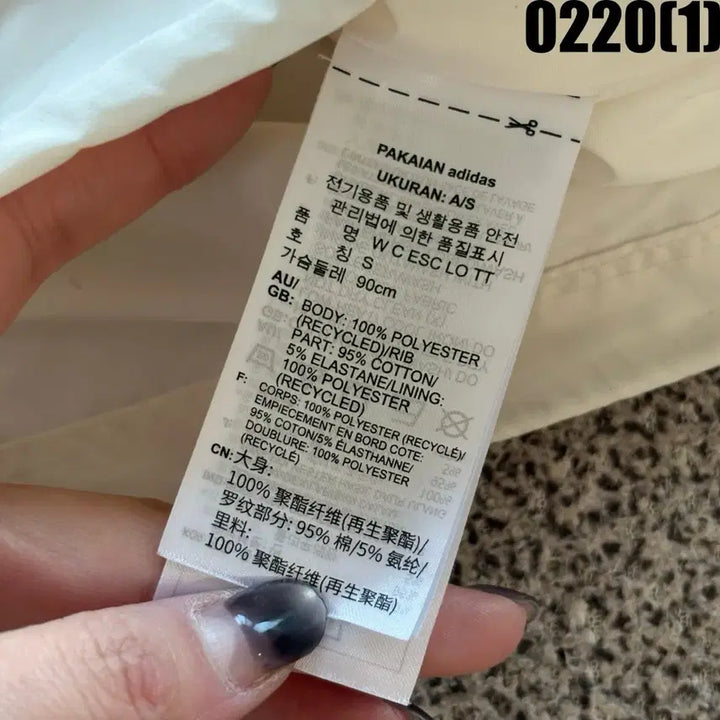 0220(1)
PAKAIAN adidas
UKURAN: A/S
전기용품 및 생활용품 안전
관리법에 의한 품질표시
품 명 W C ESC LO TT
호 칭 S
가슴둘레 90cm
AU/
GB: BODY: 100% POLYESTER
(RECYCLED)/RIB
PART: 95% COTTON/
5% ELASTANE/LINING:
100% POLYESTER
(RECYCLED)
F: CORPS: 100% POLYESTER (RECYCLÉ)/
EMPIECEMENT EN BORD COTE:
95% COTON/5% ÉLASTHANNE/
DOUBLURE: 100% POLYESTER
(RECYCLÉ)
CN: 大身:
100% 聚酯纤维(再生聚酯)/
罗纹部分: 95% 棉/5% 氨纶/
里料:
100% 聚酯纤维(再生聚酯)